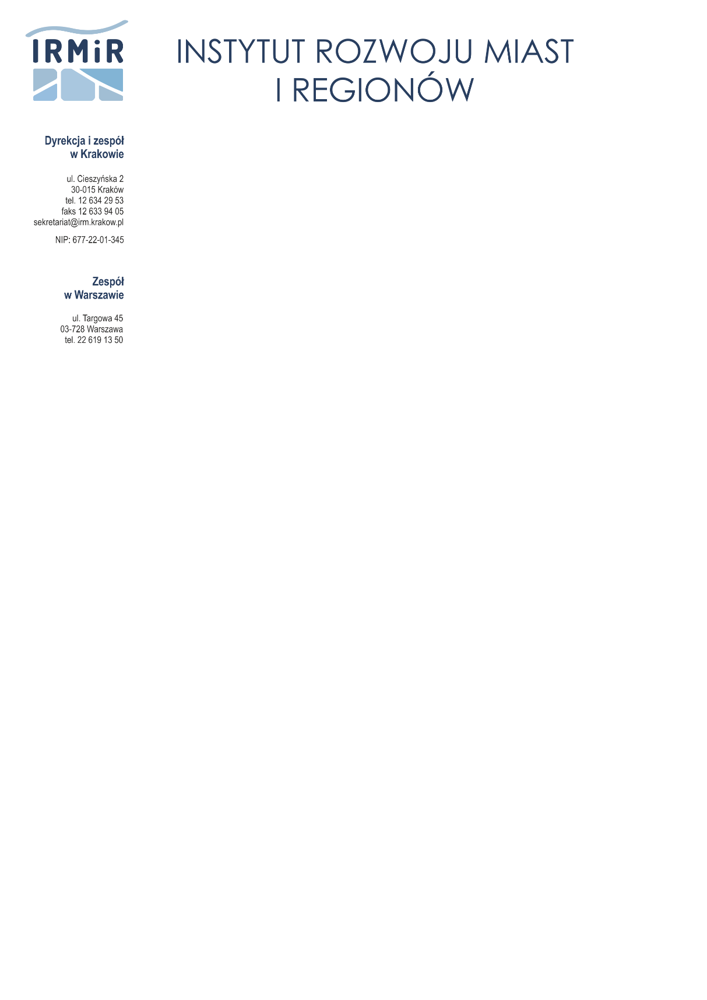 IRMiR
INSTYTUT ROZWOJU MIAST
I REGIONÓW
Dyrekcja i zespół
w Krakowie
ul. Cieszyńska 2
30-015 Kraków
tel. 12 634 29 53
faks 12 633 94 05
sekretariat@irm.krakow.pl
NIP: 677-22-01-345
Zespół
w Warszawie
ul. Targowa 45
03-728 Warszawa
tel. 22 619 13 50